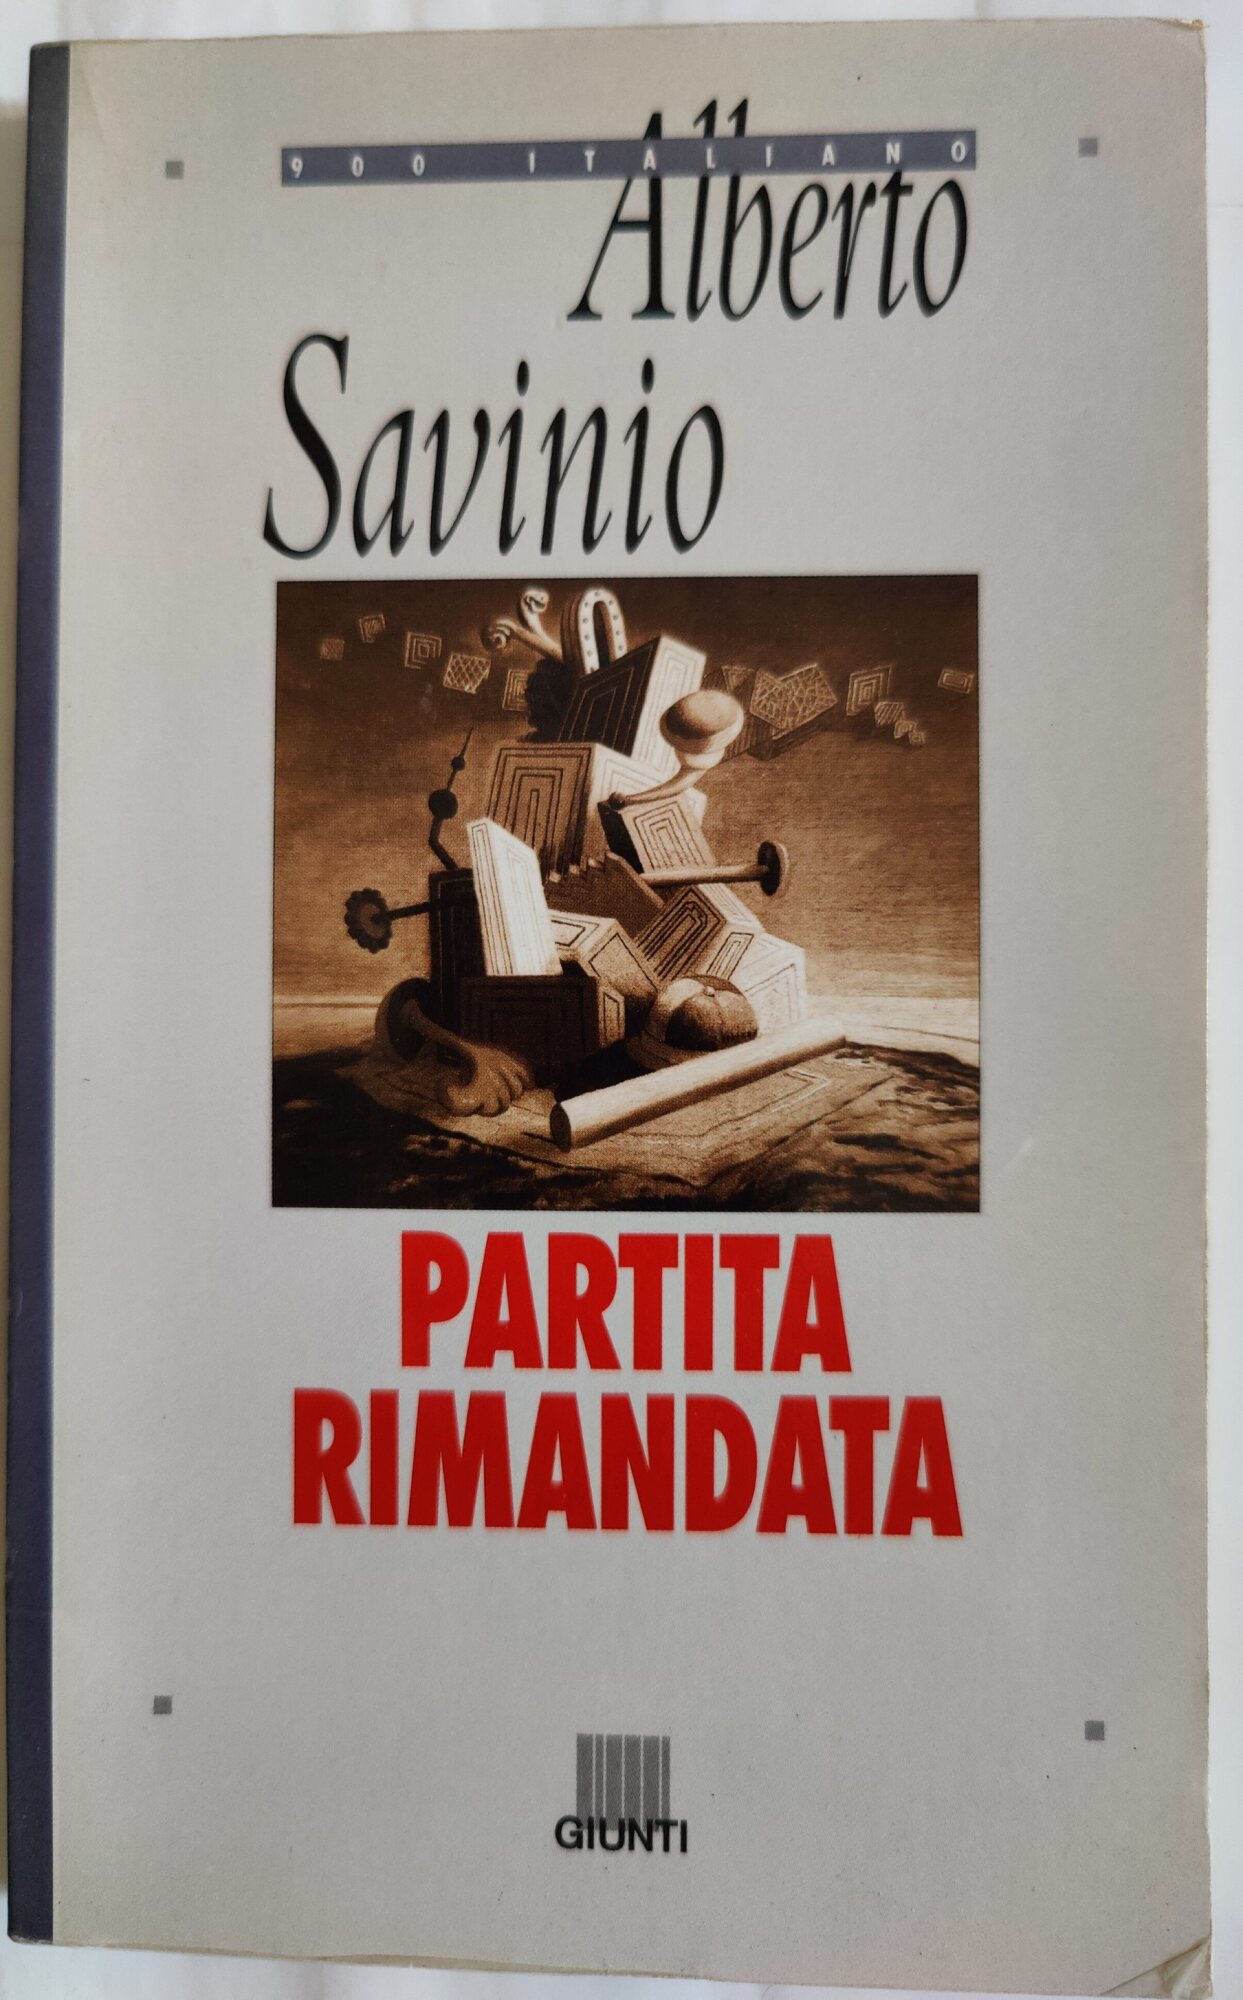 900 ITALIANO
Alberto
Savinio
PARTITA
RIMANDATA
GIUNTI